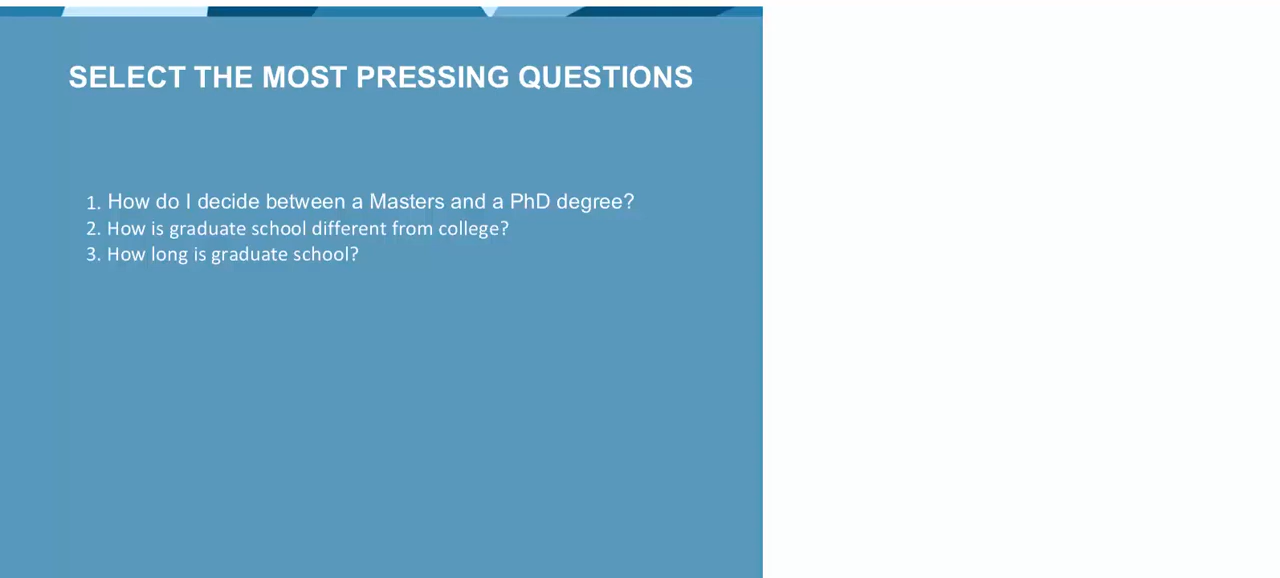 SELECT THE MOST PRESSING QUESTIONS
1. How do I decide between a Masters and a PhD degree?
2. How is graduate school different from college?
3. How long is graduate school?